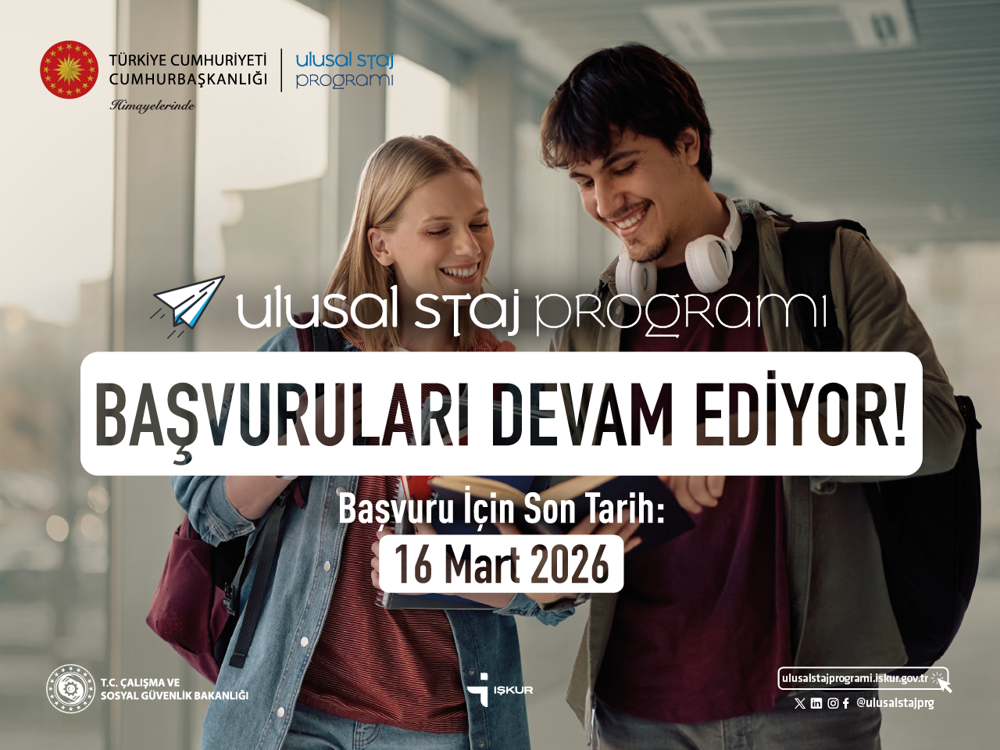 TÜRKİYE CUMHURİYETİ
CUMHURBAŞKANLIĞI
Himayelerinde
ulusal staj
programı
ulusal staj programı
BAŞVURULARI DEVAM EDİYOR!
Başvuru İçin Son Tarih:
16 Mart 2026
T.C. ÇALIŞMA VE
SOSYAL GÜVENLİK BAKANLIĞI
İŞKUR
ulusalstajprogrami.iskur.gov.tr
@ulusalstajprg